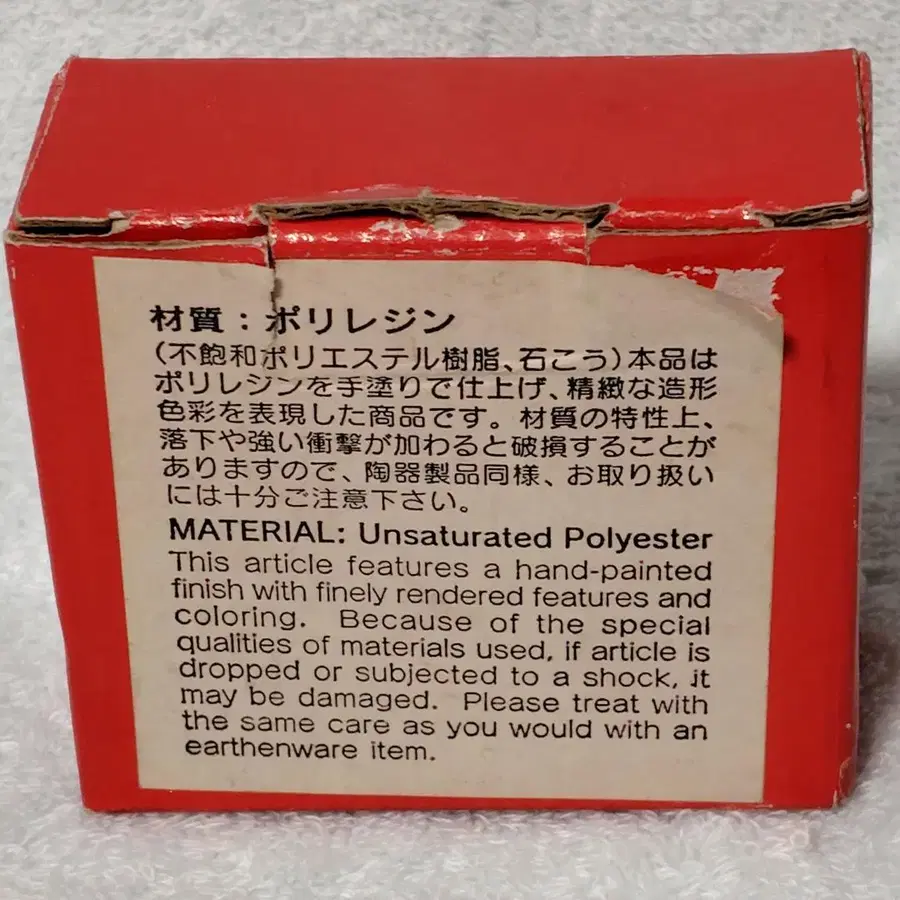 材質：ポリレジン
（不飽和ポリエステル樹脂、石こう）本品は
ポリレジンを手塗りで仕上げ、精緻な造形
色彩を表現した商品です。材質の特性上、
落下や強い衝撃が加わると破損することが
ありますので、陶器製品同様、お取り扱い
には十分ご注意下さい。
MATERIAL: Unsaturated Polyester
This article features a hand-painted
finish with finely rendered features and
coloring. Because of the special
qualities of materials used, if article is
dropped or subjected to a shock, it
may be damaged. Please treat with
the same care as you would with an
earthenware item.